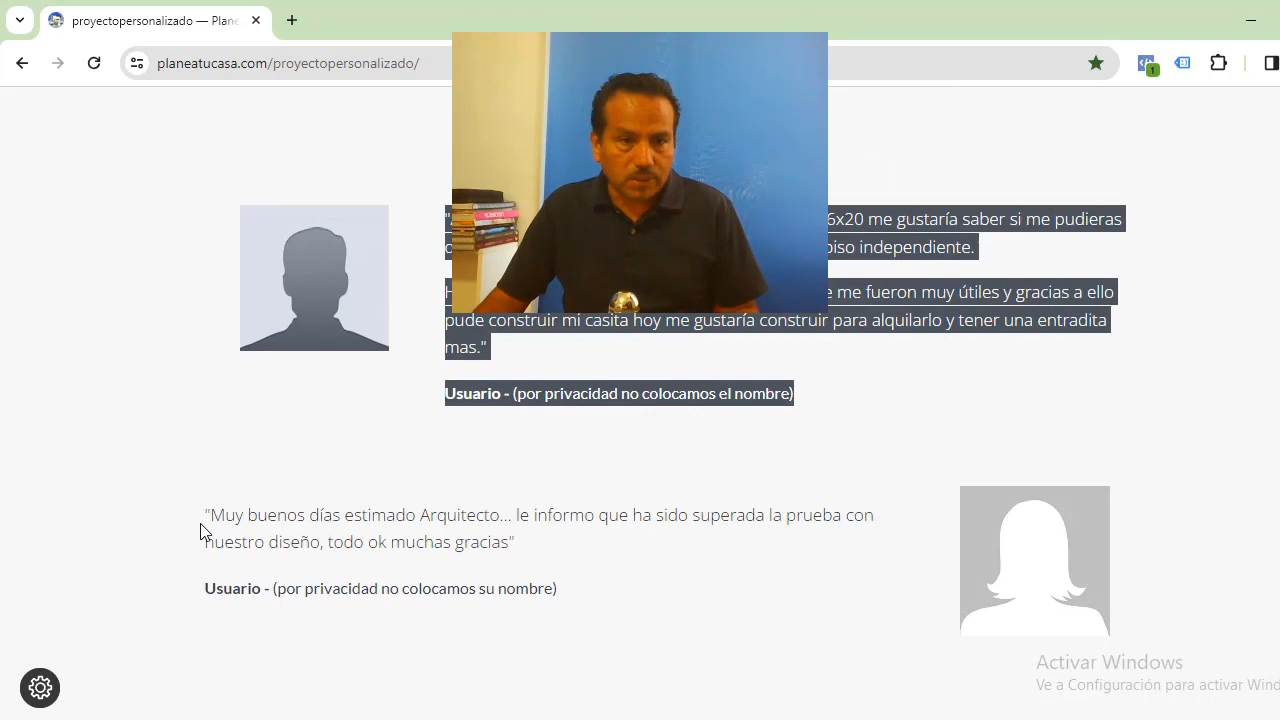 proyectopersonalizado — Plane
planeatucasa.com/proyectopersonalizado/
1
6x20 me gustaría saber si me pudieras
piso independiente.
me fueron muy útiles y gracias a ello
pude construir mi casita hoy me gustaría construir para alquilarlo y tener una entradita
mas."
Usuario - (por privacidad no colocamos el nombre)
"Muy buenos días estimado Arquitecto... le informo que ha sido superada la prueba con
nuestro diseño, todo ok muchas gracias"
Usuario - (por privacidad no colocamos su nombre)
Activar Windows
Ve a Configuración para activar Wind